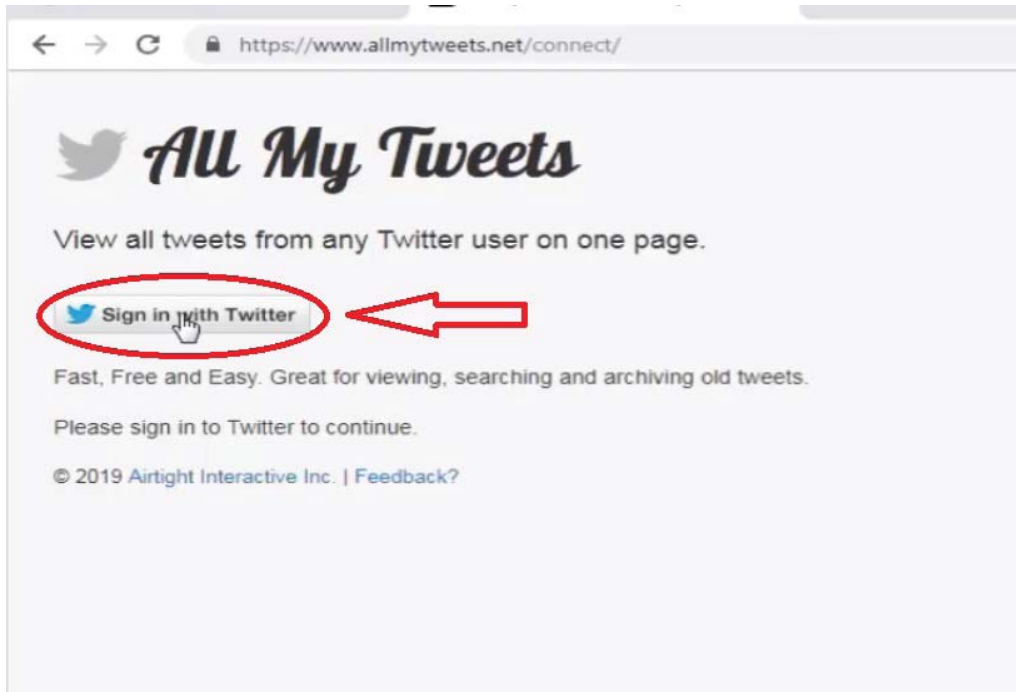 https://www.allmytweets.net/connect/
All My Tweets
View all tweets from any Twitter user on one page.
Sign in with Twitter
Fast, Free and Easy. Great for viewing, searching and archiving old tweets.
Please sign in to Twitter to continue.
© 2019 Airtight Interactive Inc. | Feedback?